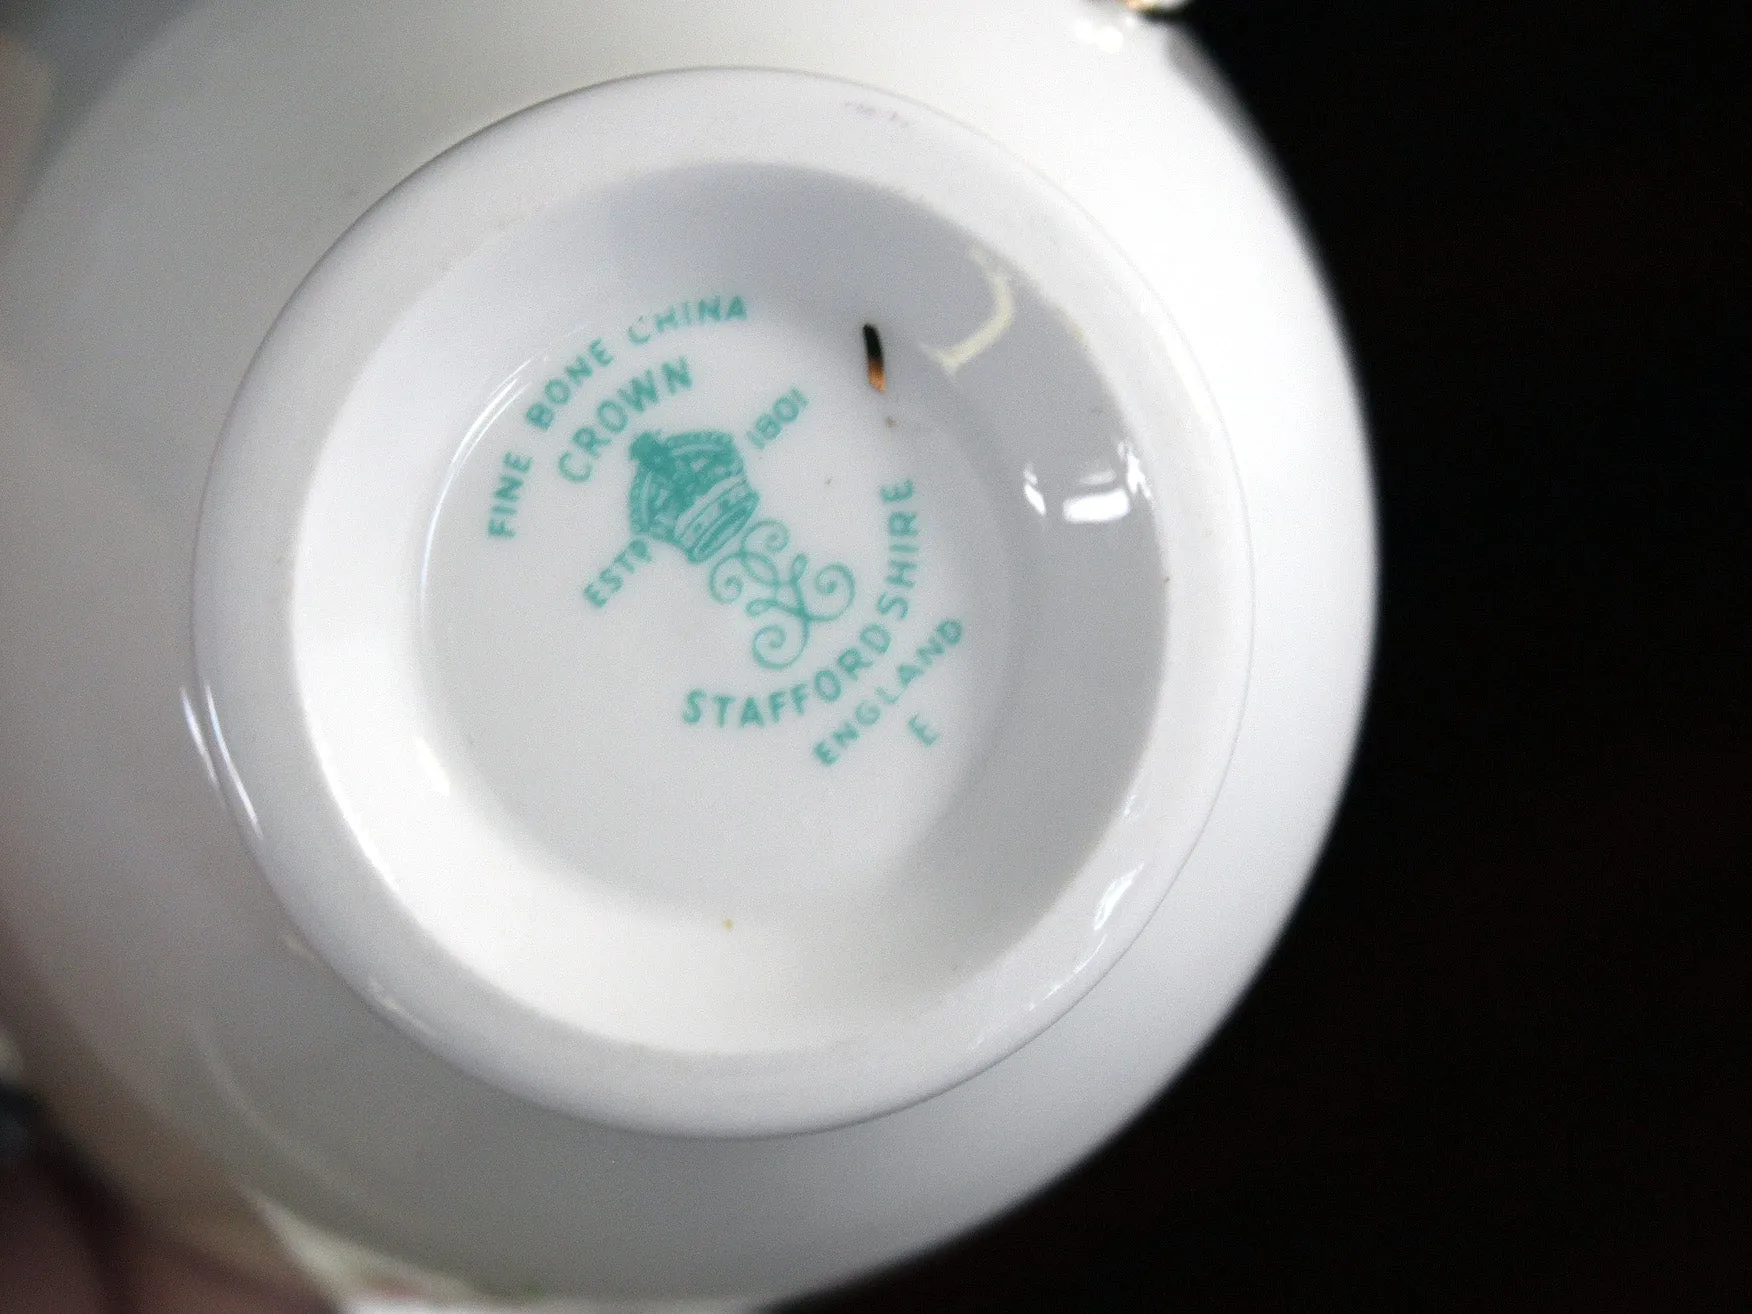 FINE BONE CHINA
CROWN
ESTD 1801
STAFFORDSHIRE
ENGLAND
E